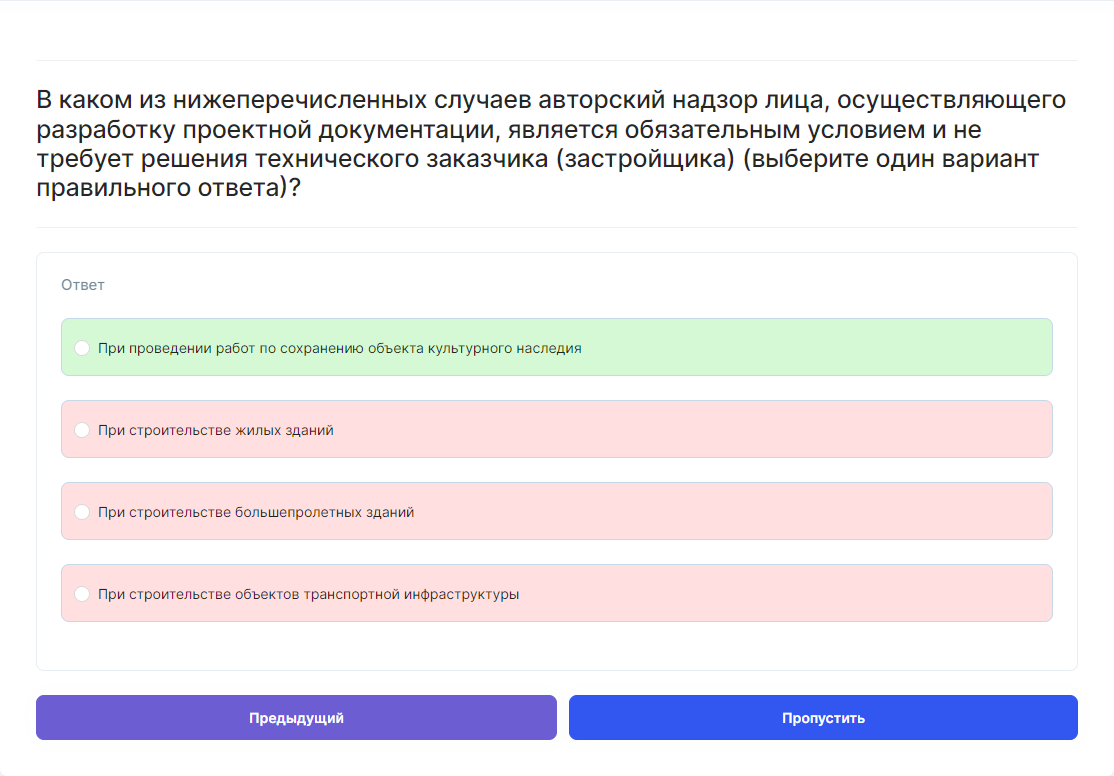 В каком из нижеперечисленных случаев авторский надзор лица, осуществляющего
разработку проектной документации, является обязательным условием и не
требует решения технического заказчика (застройщика) (выберите один вариант
правильного ответа)?
Ответ
При проведении работ по сохранению объекта культурного наследия
При строительстве жилых зданий
При строительстве большепролетных зданий
При строительстве объектов транспортной инфраструктуры
Предыдущий
Пропустить